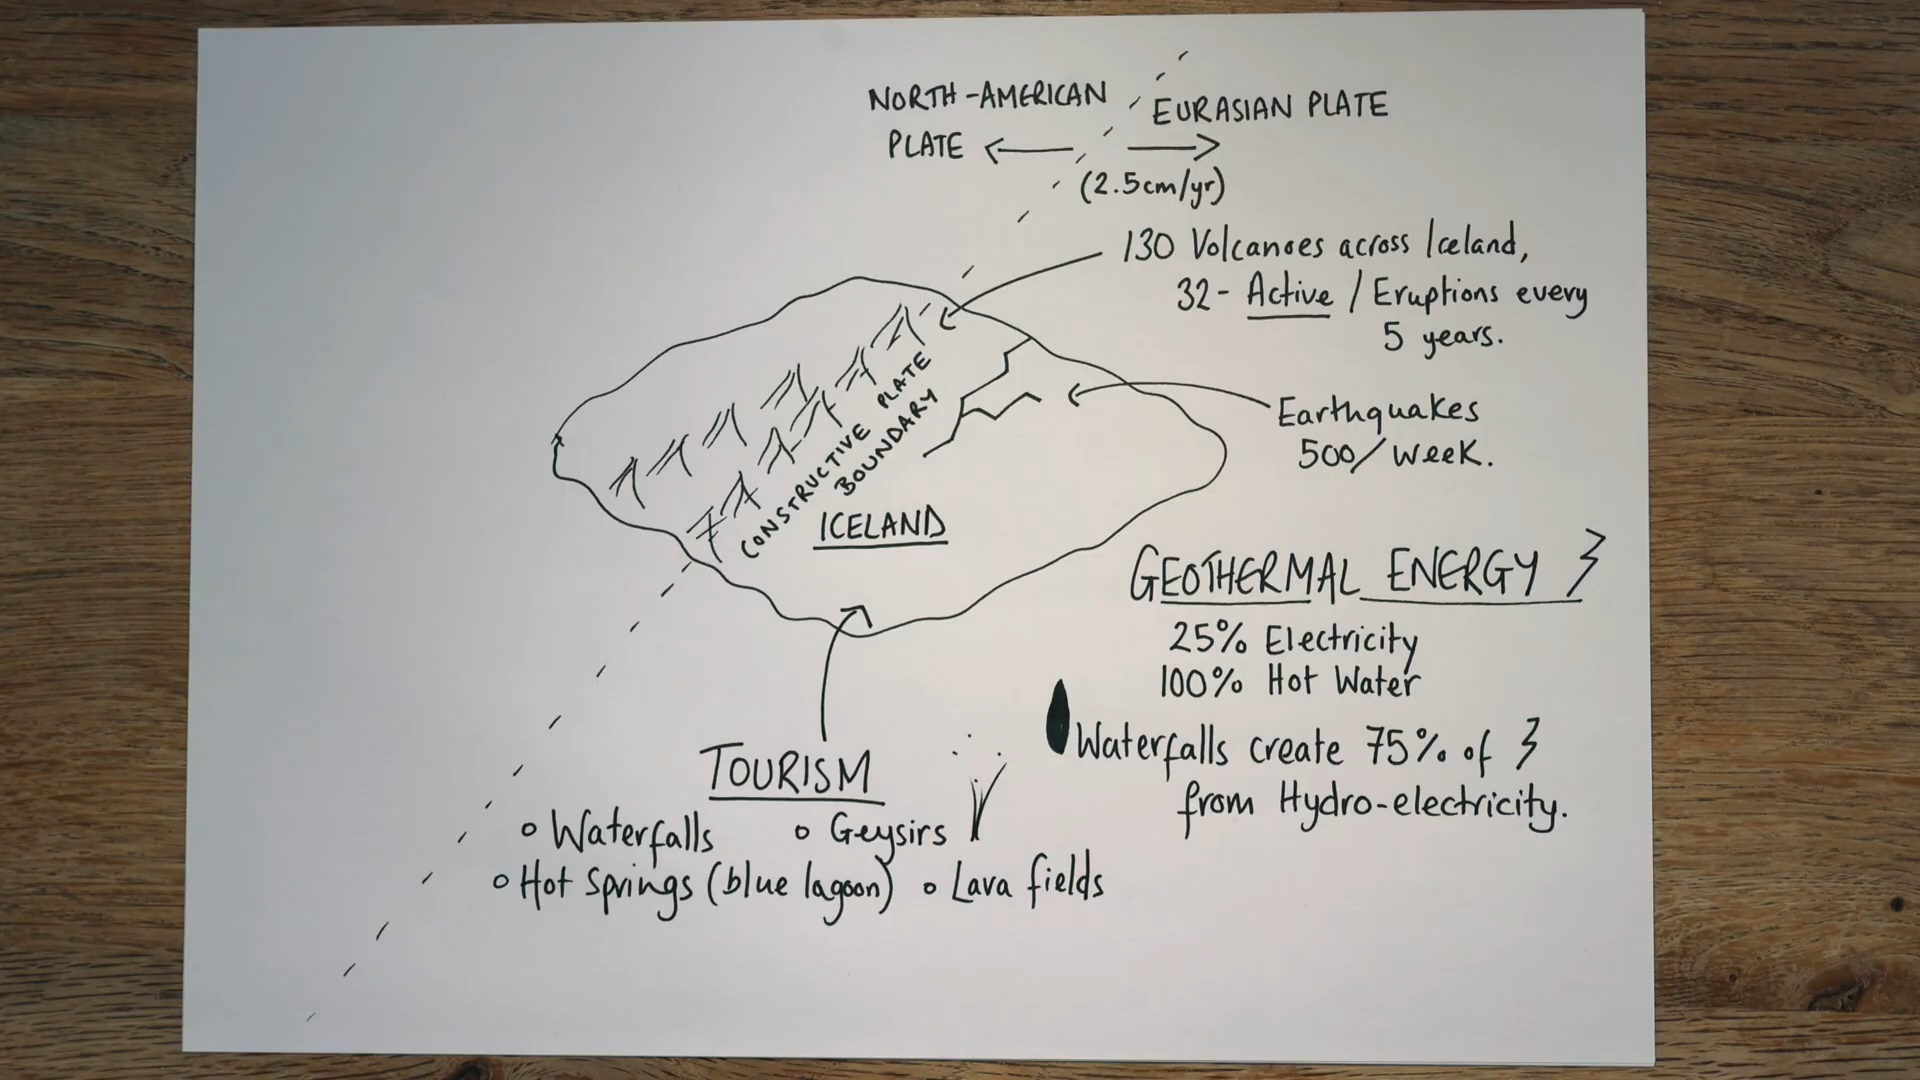 NORTH-AMERICAN
PLATE
EURASIAN PLATE
(2.5cm/yr)
130 Volcanoes across Iceland,
32- Active / Eruptions every
5 years.
Earthquakes
500/week.
CONSTRUCTIVE PLATE
BOUNDARY
ICELAND
GEOTHERMAL ENERGY
25% Electricity
100% Hot Water
Waterfalls create 75% of
from Hydro-electricity.
TOURISM
o Waterfalls o Geysirs
o Hot Springs (blue lagoon) o Lava fields